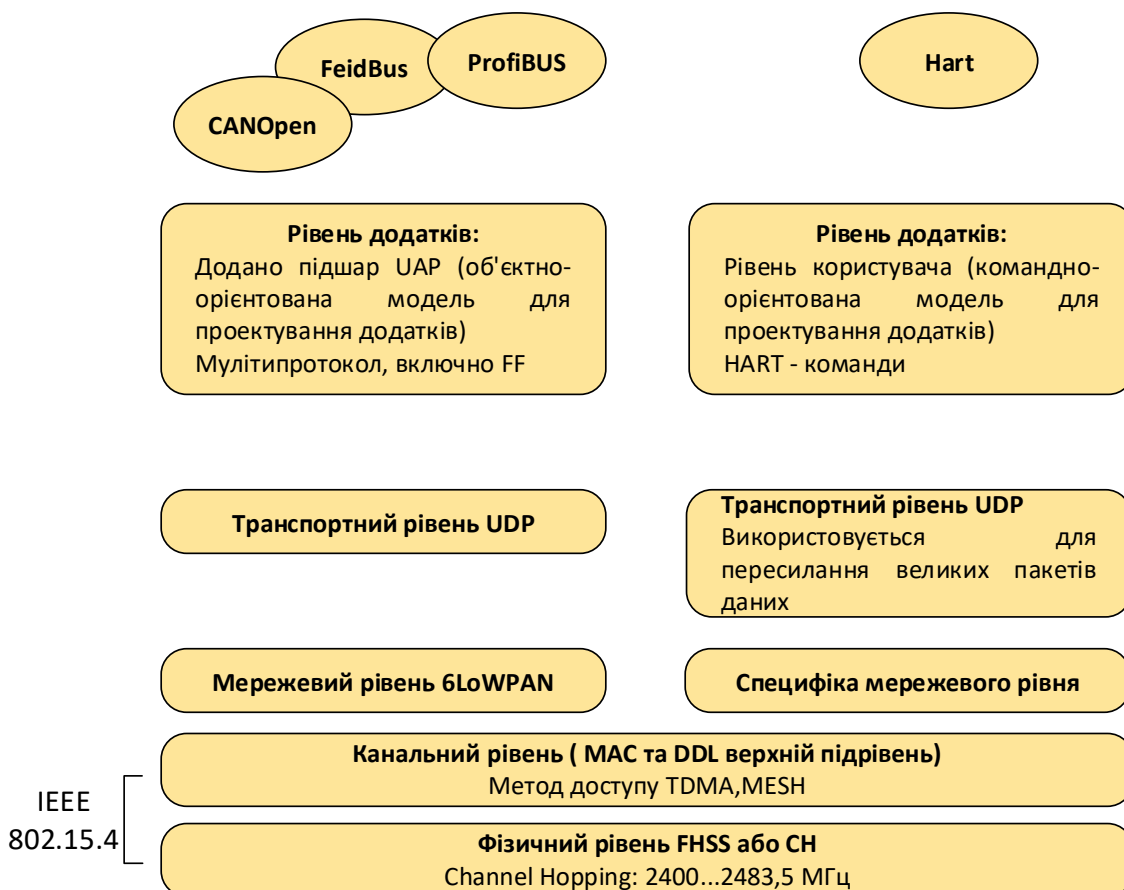 FeidBus
ProfiBUS
Hart
CANOpen
Рівень додатків:
Додано підшар UAP (об'єктно-
орієнтована модель для
проектування додатків)
Мулітипротокол, включно FF
Рівень додатків:
Рівень користувача (командно-
орієнтована модель для
проектування додатків)
HART - команди
Транспортний рівень UDP
Транспортний рівень UDP
Використовується для
пересилання великих пакетів
даних
Мережевий рівень 6LoWPAN
Специфіка мережевого рівня
Канальний рівень ( MAC та DDL верхній підрівень)
Метод доступу TDMA,MESH
IEEE
802.15.4
Фізичний рівень FHSS або CH
Channel Hopping: 2400...2483,5 МГц